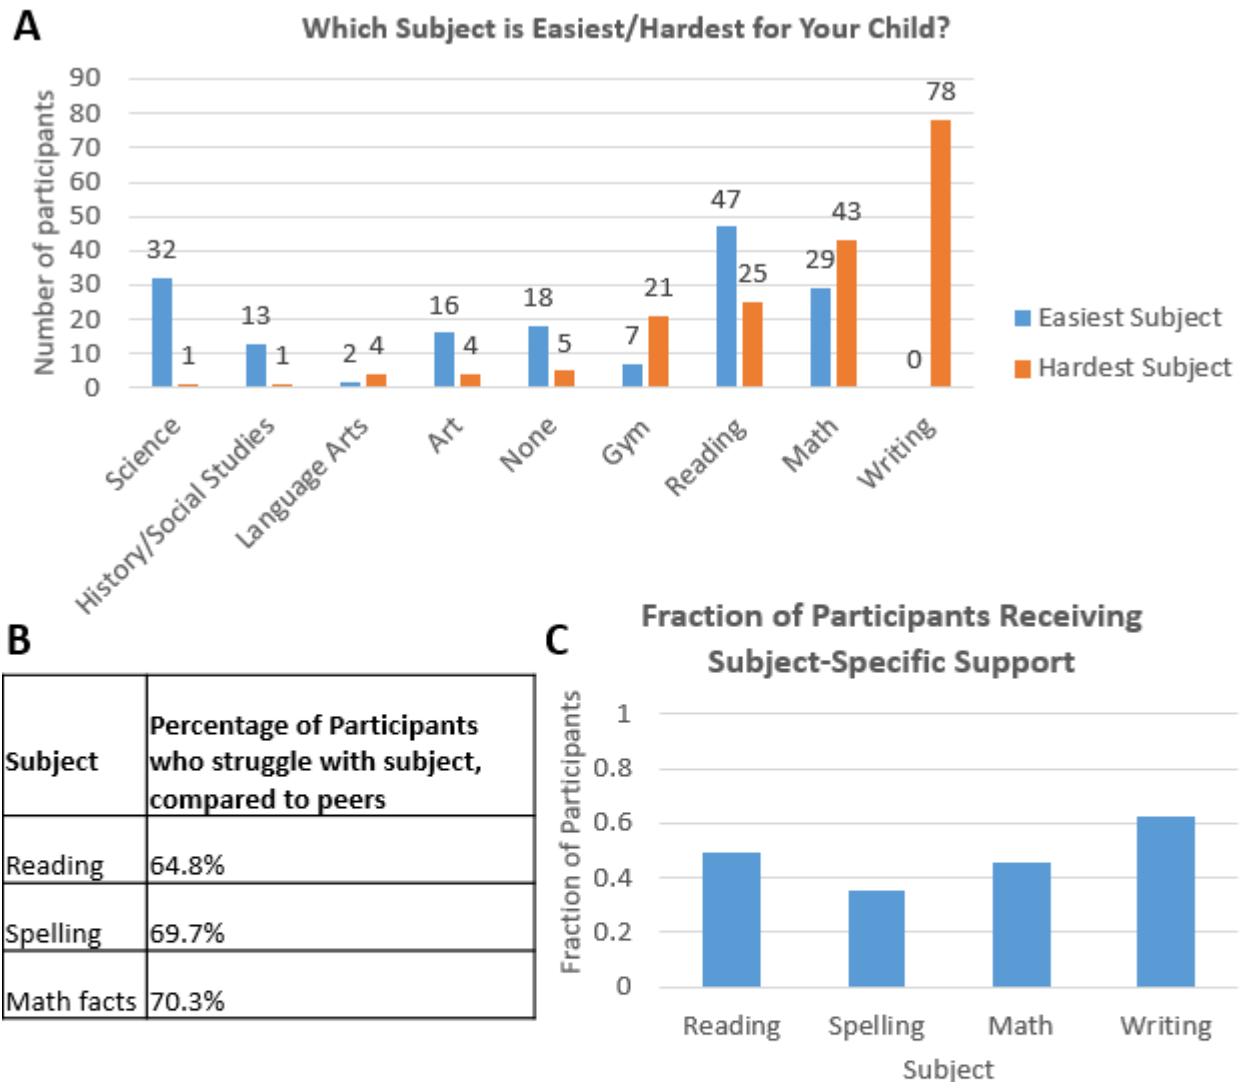 A
Which Subject is Easiest/Hardest for Your Child?
Number of participants
90
80
70
60
50
40
30
20
10
0
32
1
13
1
2
4
16
4
18
5
7
21
47
25
29
43
0
78
Science
History/Social Studies
Language Arts
Art
None
Gym
Reading
Math
Writing
Easiest Subject
Hardest Subject
B
Subject
Percentage of Participants
who struggle with subject,
compared to peers
Reading
64.8%
Spelling
69.7%
Math facts
70.3%
C
Fraction of Participants Receiving
Subject-Specific Support
Fraction of Participants
1
0.8
0.6
0.4
0.2
0
Reading
Spelling
Math
Writing
Subject